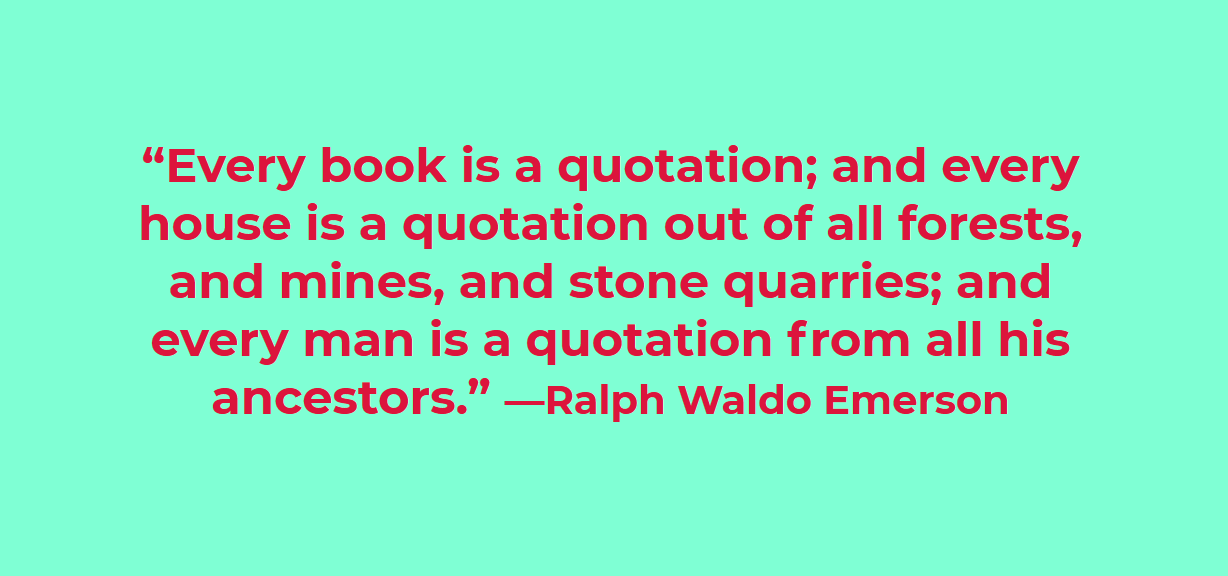 “Every book is a quotation; and every
house is a quotation out of all forests,
and mines, and stone quarries; and
every man is a quotation from all his
ancestors.” —Ralph Waldo Emerson